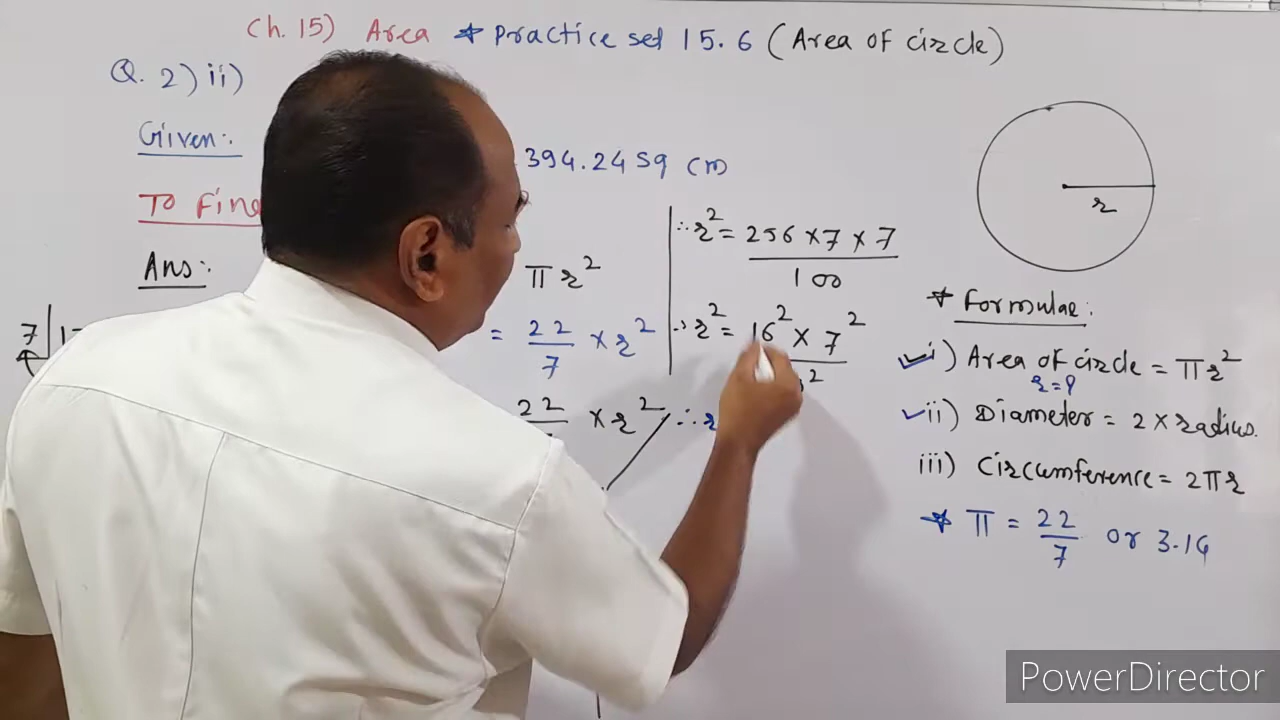 Ch. 15) Area ★ Practice set 15.6 (Area of circle)
Q. 2) ii)
Given:
394.24 sq cm
To Find
Ans:
π r²
= 22/7 × r²
22 × r²
7
∴ r² = 256 × 7 × 7 / 100
∴ r² = 16² × 7²
∴ r
r
★ Formulae:
✓ i) Area of circle = π r²
r = ?
✓ ii) Diameter = 2 × radius.
iii) Circumference = 2πr
★ π = 22/7 or 3.14
PowerDirector